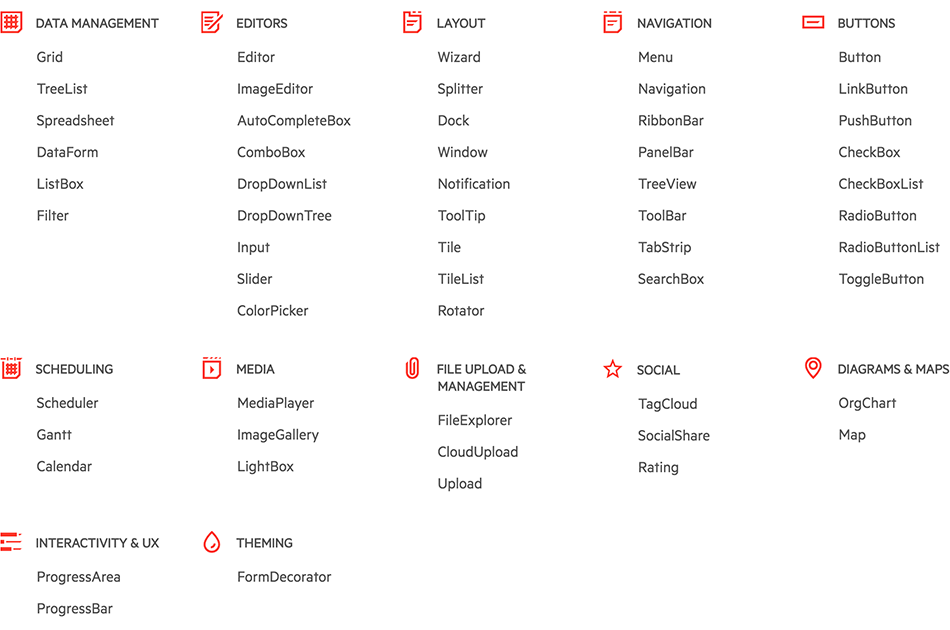 DATA MANAGEMENT
Grid
TreeList
Spreadsheet
DataForm
ListBox
Filter
EDITORS
Editor
ImageEditor
AutoCompleteBox
ComboBox
DropDownList
DropDownTree
Input
Slider
ColorPicker
LAYOUT
Wizard
Splitter
Dock
Window
Notification
ToolTip
Tile
TileList
Rotator
NAVIGATION
Menu
Navigation
RibbonBar
PanelBar
TreeView
ToolBar
TabStrip
SearchBox
BUTTONS
Button
LinkButton
PushButton
CheckBox
CheckBoxList
RadioButton
RadioButtonList
ToggleButton
SCHEDULING
Scheduler
Gantt
Calendar
MEDIA
MediaPlayer
ImageGallery
LightBox
FILE UPLOAD &
MANAGEMENT
FileExplorer
CloudUpload
Upload
SOCIAL
TagCloud
SocialShare
Rating
DIAGRAMS & MAPS
OrgChart
Map
INTERACTIVITY & UX
ProgressArea
ProgressBar
THEMING
FormDecorator